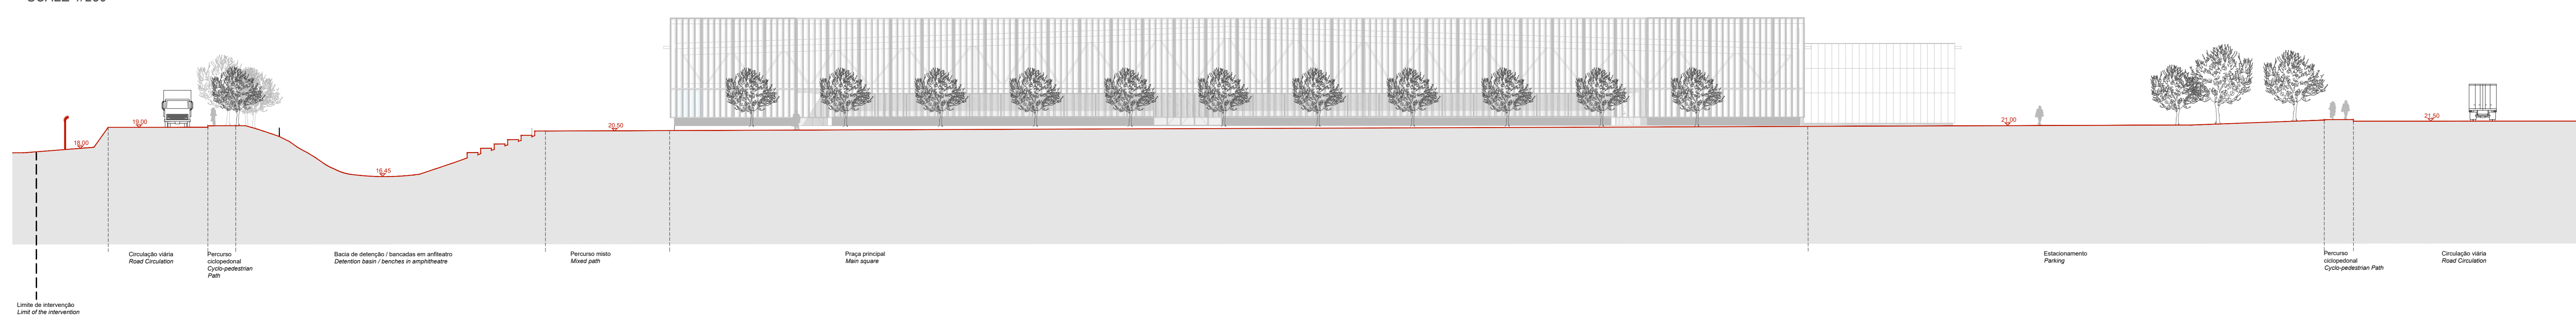 19,00
18,00
16,45
20,50
21,00
21,50
Circulação viária
Road Circulation
Percurso
ciclopedonal
Cyclo-pedestrian
Path
Bacia de detenção / bancadas em anfiteatro
Detention basin / benches in amphitheatre
Percurso misto
Mixed path
Praça principal
Main square
Estacionamento
Parking
Percurso
ciclopedonal
Cyclo-pedestrian Path
Circulação viária
Road Circulation
Limite de intervenção
Limit of the intervention